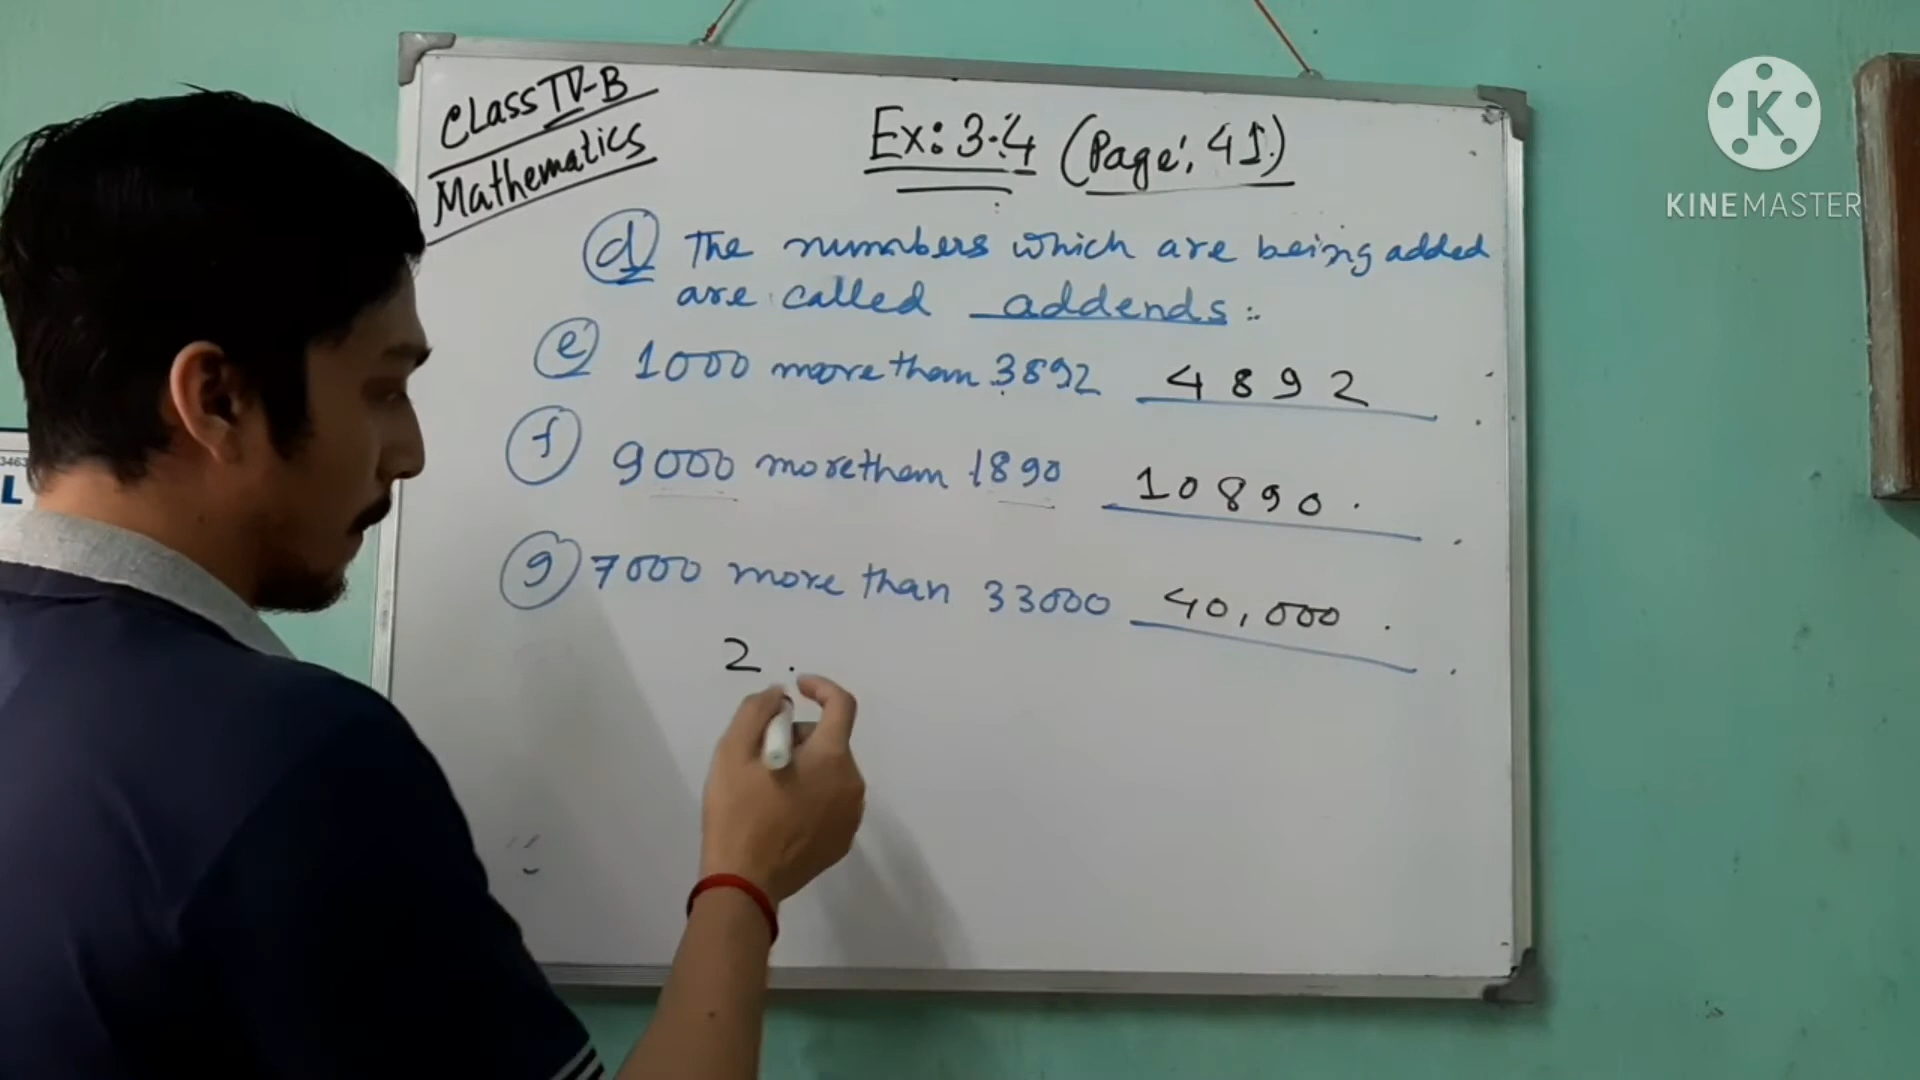 Class IV-B
Mathematics
Ex: 3.4 (Page: 41)
d The numbers which are being added
are called addends.
e 1000 more than 3892 4892
f 9000 more than 1890 10890.
g 7000 more than 33000 40,000.
2.
K
KINEMASTER
3463
L